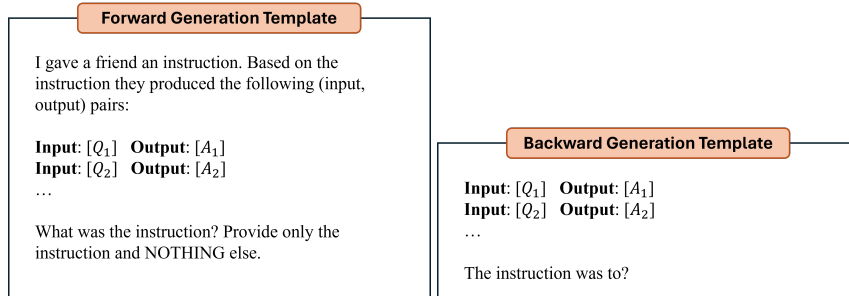 Forward Generation Template
I gave a friend an instruction. Based on the
instruction they produced the following (input,
output) pairs:
Input: [Q₁] Output: [A₁]
Input: [Q₂] Output: [A₂]
…
What was the instruction? Provide only the
instruction and NOTHING else.
Backward Generation Template
Input: [Q₁] Output: [A₁]
Input: [Q₂] Output: [A₂]
…
The instruction was to?